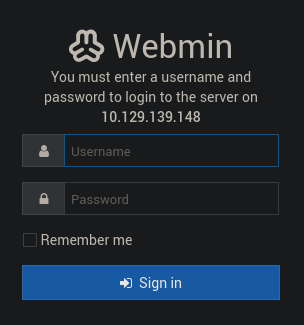 Webmin
You must enter a username and
password to login to the server on
10.129.139.148
Username
Password
Remember me
Sign in